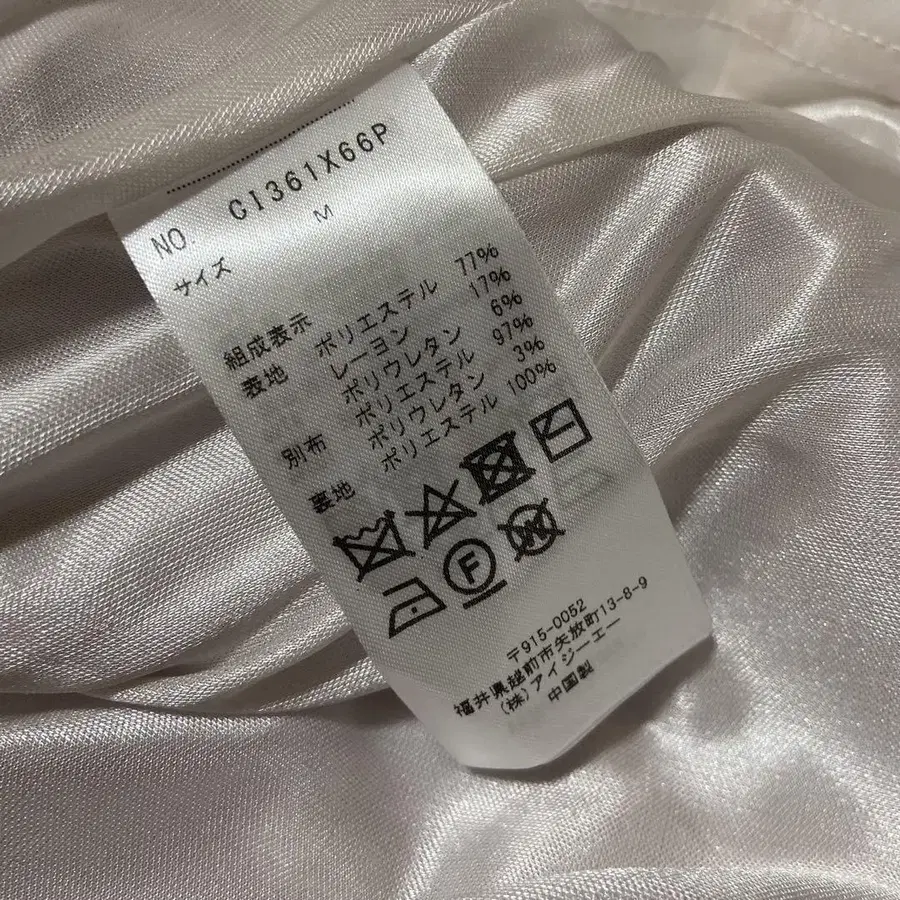 NO. CI361X66P
サイズ M
組成表示
表地 ポリエステル 77%
レーヨン 17%
ポリウレタン 6%
別布 ポリエステル 97%
ポリウレタン 3%
裏地 ポリエステル 100%
F
W
〒915-0052
福井県越前市矢放町13-8-9
(株)アイジーエー
中国製